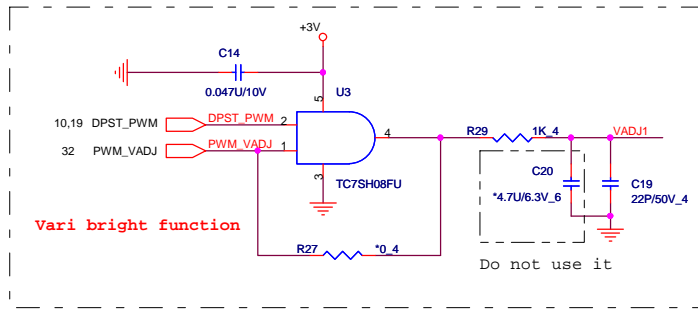 +3V
C14
0.047U/10V
U3
5
10,19 DPST_PWM DPST_PWM 2
4
R29 1K_4 VADJ1
32 PWM_VADJ PWM_VADJ 1
3
TC7SH08FU
C20
*4.7U/6.3V_6
C19
22P/50V_4
Vari bright function
R27 *0_4
Do not use it